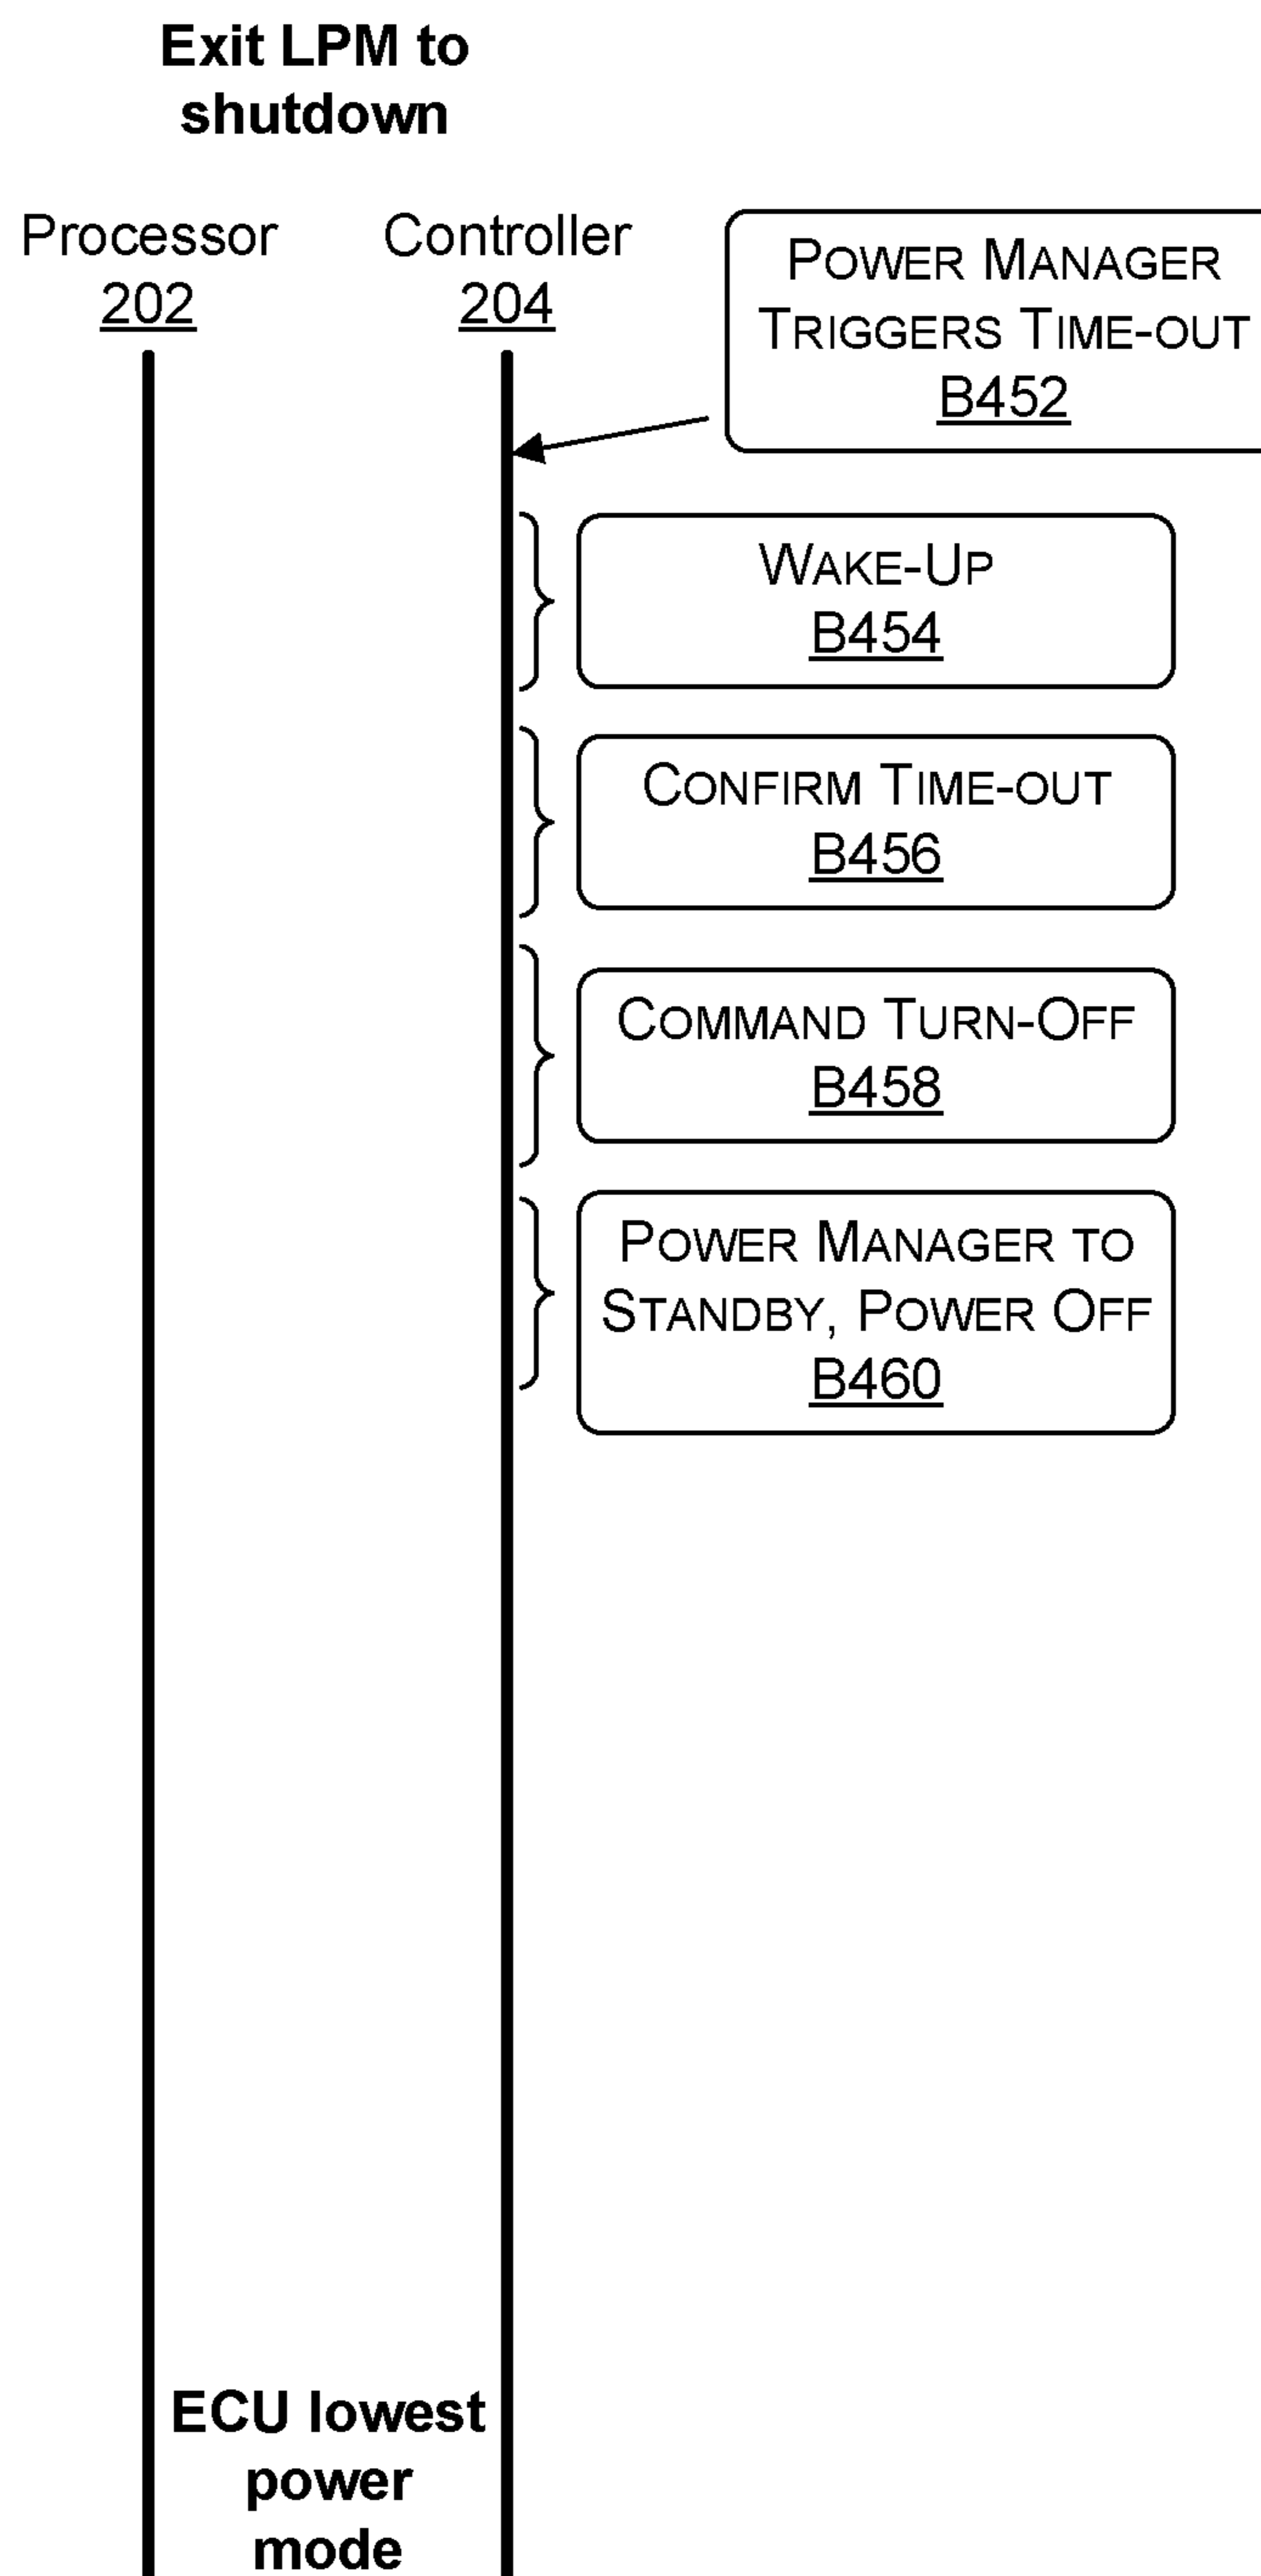 Exit LPM to
shutdown
Processor
202
Controller
204
POWER MANAGER
TRIGGERS TIME-OUT
B452
WAKE-UP
B454
CONFIRM TIME-OUT
B456
COMMAND TURN-OFF
B458
POWER MANAGER TO
STANDBY, POWER OFF
B460
ECU lowest
power
mode